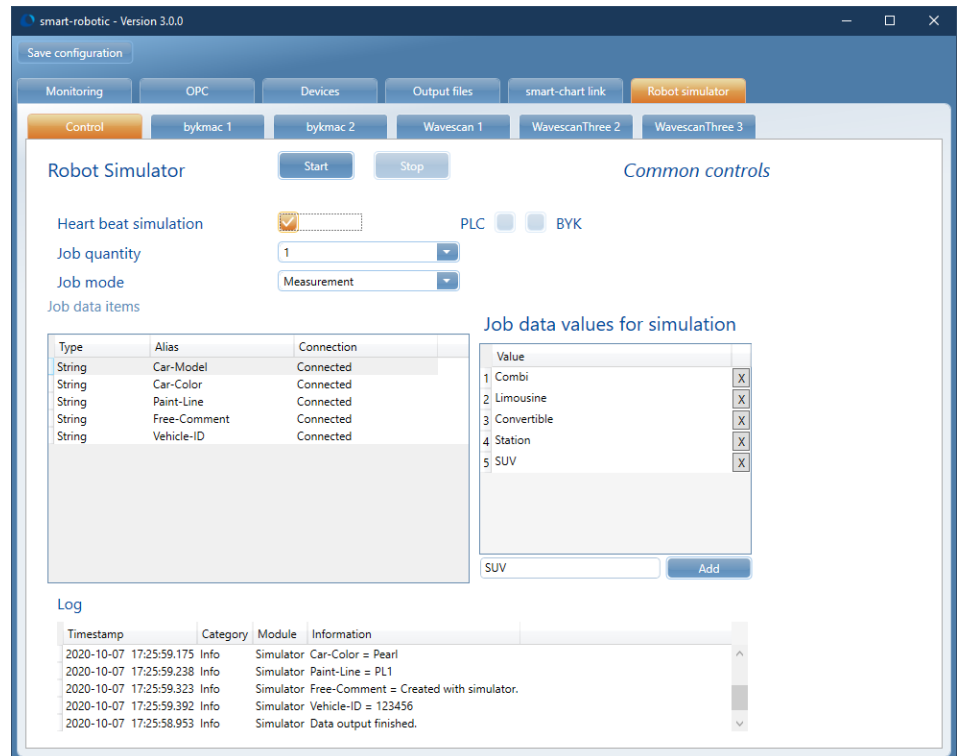 smart-robotic - Version 3.0.0
Save configuration
Monitoring OPC Devices Output files smart-chart link Robot simulator
Control bykmac 1 bykmac 2 Wavescan 1 WavescanThree 2 WavescanThree 3
Robot Simulator Start Stop Common controls
Heart beat simulation PLC BYK
Job quantity 1
Job mode Measurement
Job data items
Job data values for simulation
Type Alias Connection
String Car-Model Connected
String Car-Color Connected
String Paint-Line Connected
String Free-Comment Connected
String Vehicle-ID Connected
Value
1 Combi X
2 Limousine X
3 Convertible X
4 Station X
5 SUV X
SUV Add
Log
Timestamp Category Module Information
2020-10-07 17:25:59.175 Info Simulator Car-Color = Pearl
2020-10-07 17:25:59.238 Info Simulator Paint-Line = PL1
2020-10-07 17:25:59.323 Info Simulator Free-Comment = Created with simulator.
2020-10-07 17:25:59.392 Info Simulator Vehicle-ID = 123456
2020-10-07 17:25:58.953 Info Simulator Data output finished.